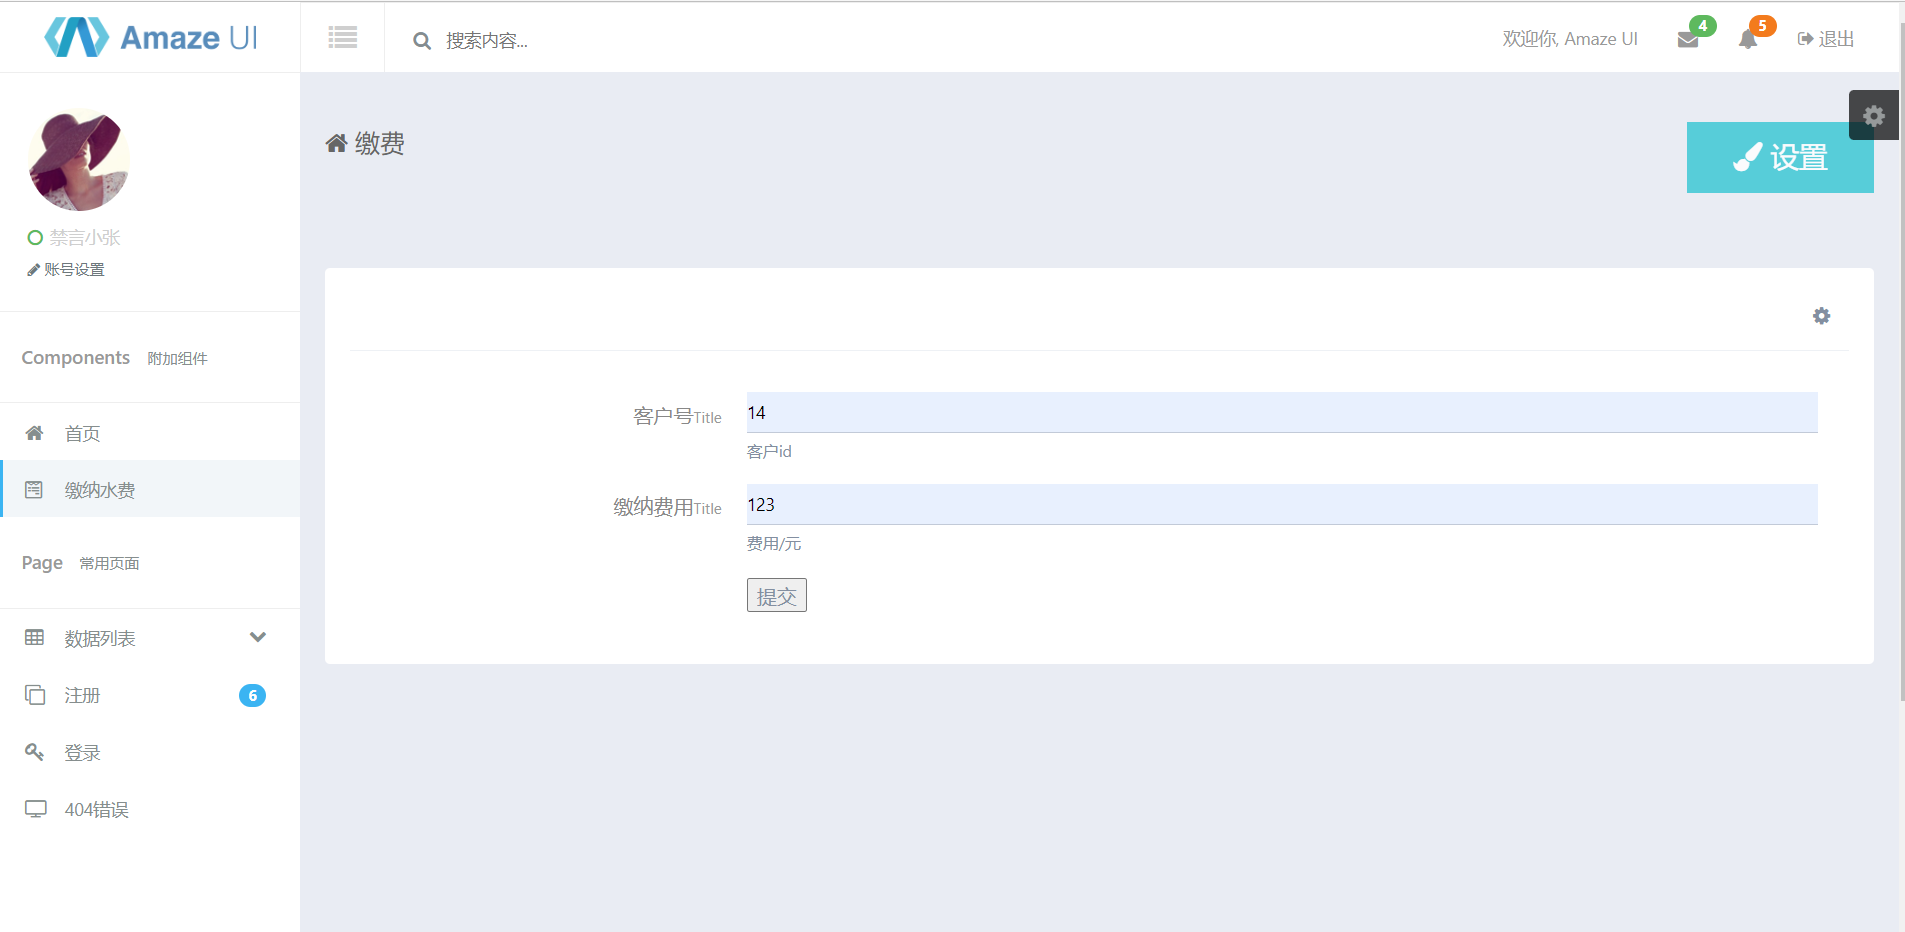 Amaze UI
搜索内容...
欢迎你, Amaze UI
4
5
退出
禁言小张
账号设置
Components 附加组件
首页
缴纳水费
Page 常用页面
数据列表
注册 6
登录
404错误
缴费
设置
客户号Title 14
客户id
缴纳费用Title 123
费用/元
提交